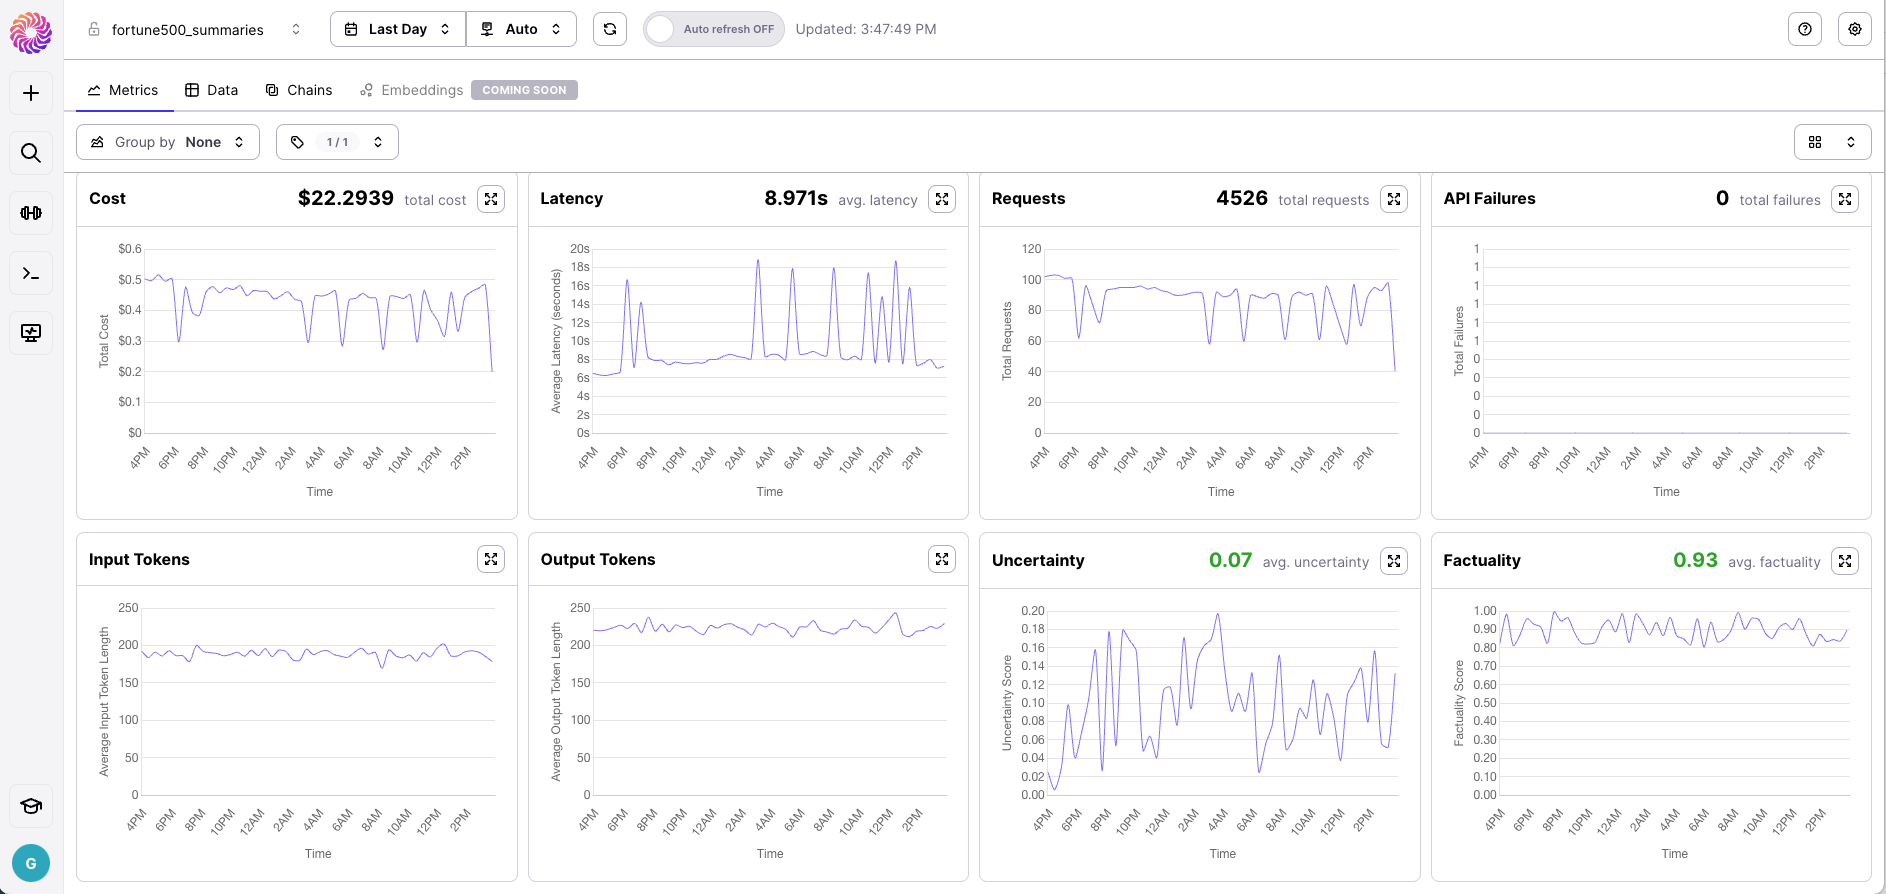 fortune500_summaries
Last Day
Auto
Auto refresh OFF
Updated: 3:47:49 PM
Metrics
Data
Chains
Embeddings
COMING SOON
Group by None
1 / 1
Cost
$22.2939 total cost
$0.6
$0.5
$0.4
$0.3
$0.2
$0.1
$0
Total Cost
4PM 6PM 8PM 10PM 12AM 2AM 4AM 6AM 8AM 10AM 12PM 2PM
Time
Latency
8.971s avg. latency
20s
18s
16s
14s
12s
10s
8s
6s
4s
2s
0s
Average Latency (seconds)
4PM 6PM 8PM 10PM 12AM 2AM 4AM 6AM 8AM 10AM 12PM 2PM
Time
Requests
4526 total requests
120
100
80
60
40
20
0
Total Requests
4PM 6PM 8PM 10PM 12AM 2AM 4AM 6AM 8AM 10AM 12PM 2PM
Time
API Failures
0 total failures
1
1
1
1
1
1
0
0
0
0
0
Total Failures
4PM 6PM 8PM 10PM 12AM 2AM 4AM 6AM 8AM 10AM 12PM 2PM
Time
Input Tokens
250
200
150
100
50
0
Average Input Token Length
4PM 6PM 8PM 10PM 12AM 2AM 4AM 6AM 8AM 10AM 12PM 2PM
Time
Output Tokens
250
200
150
100
50
0
Average Output Token Length
4PM 6PM 8PM 10PM 12AM 2AM 4AM 6AM 8AM 10AM 12PM 2PM
Time
Uncertainty
0.07 avg. uncertainty
0.20
0.18
0.16
0.14
0.12
0.10
0.08
0.06
0.04
0.02
0.00
Uncertainty Score
4PM 6PM 8PM 10PM 12AM 2AM 4AM 6AM 8AM 10AM 12PM 2PM
Time
Factuality
0.93 avg. factuality
1.00
0.90
0.80
0.70
0.60
0.50
0.40
0.30
0.20
0.10
0.00
Factuality Score
4PM 6PM 8PM 10PM 12AM 2AM 4AM 6AM 8AM 10AM 12PM 2PM
Time
G